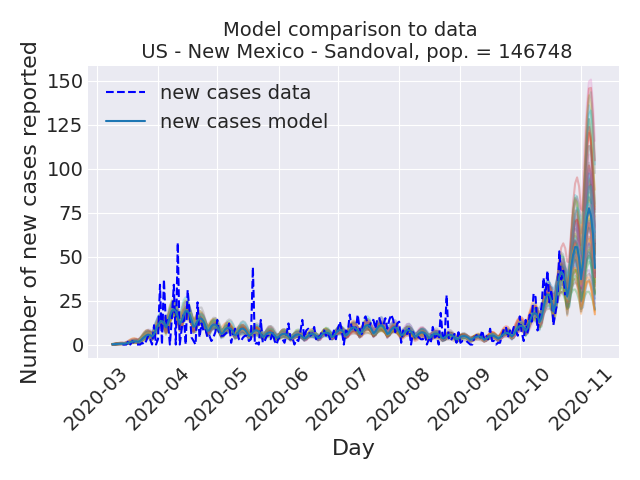 Model comparison to data
US - New Mexico - Sandoval, pop. = 146748
Number of new cases reported
150
125
100
75
50
25
0
new cases data
new cases model
2020-03
2020-04
2020-05
2020-06
2020-07
2020-08
2020-09
2020-10
2020-11
Day